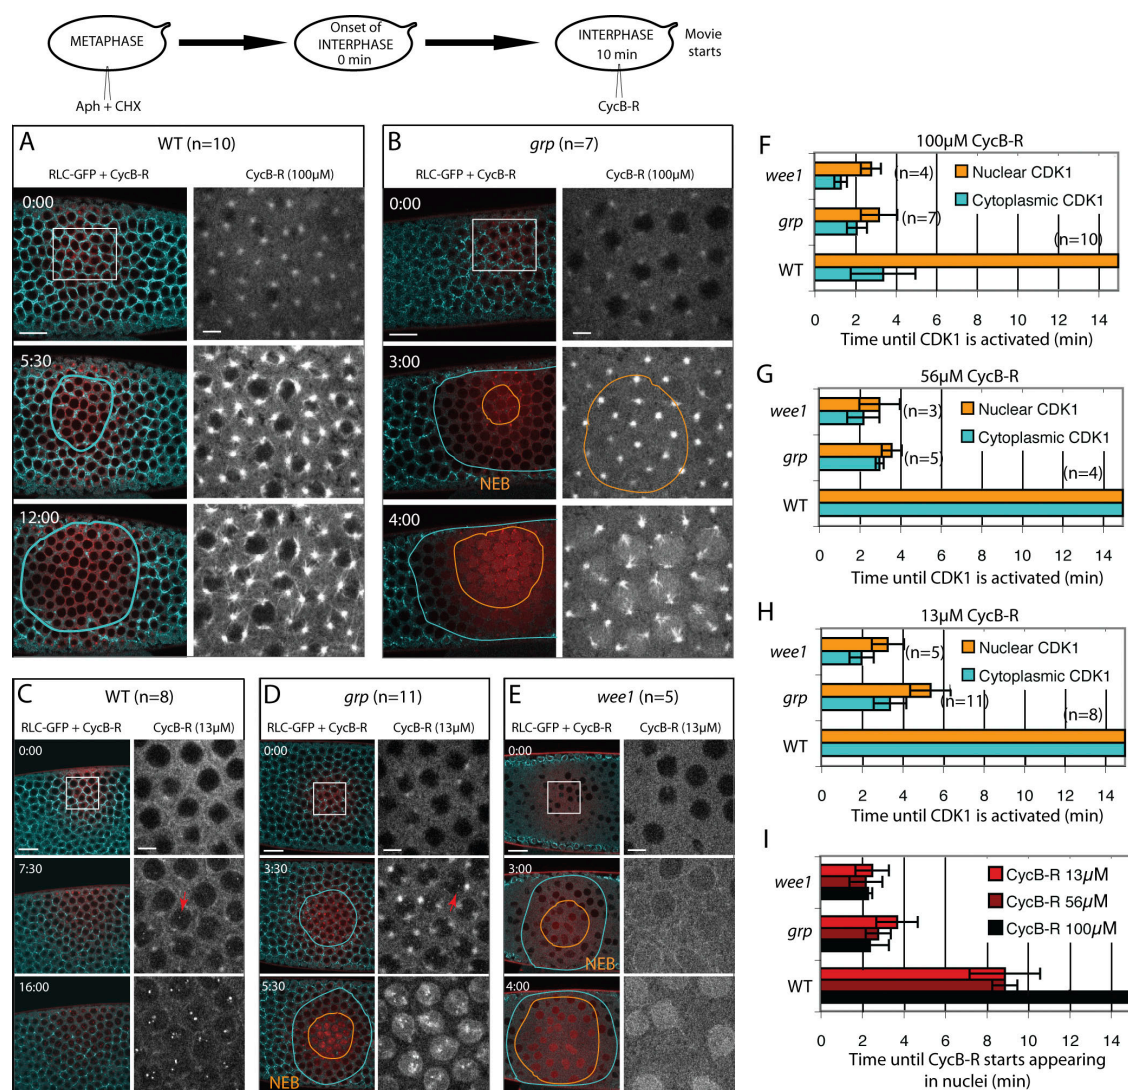 METAPHASE
Onset of
INTERPHASE
0 min
INTERPHASE
10 min
Movie
starts
Aph + CHX
CycB-R
A
WT (n=10)
RLC-GFP + CycB-R
CycB-R (100µM)
0:00
5:30
12:00
B
grp (n=7)
RLC-GFP + CycB-R
CycB-R (100µM)
0:00
3:00
NEB
4:00
C
WT (n=8)
RLC-GFP + CycB-R
CycB-R (13µM)
0:00
7:30
16:00
D
grp (n=11)
RLC-GFP + CycB-R
CycB-R (13µM)
0:00
3:30
5:30
NEB
E
wee1 (n=5)
RLC-GFP + CycB-R
CycB-R (13µM)
0:00
3:00
NEB
4:00
F
100µM CycB-R
wee1
(n=4)
Nuclear CDK1
Cytoplasmic CDK1
grp
(n=7)
(n=10)
WT
0 2 4 6 8 10 12 14
Time until CDK1 is activated (min)
G
56µM CycB-R
wee1
(n=3)
Nuclear CDK1
Cytoplasmic CDK1
grp
(n=5)
(n=4)
WT
0 2 4 6 8 10 12 14
Time until CDK1 is activated (min)
H
13µM CycB-R
wee1
(n=5)
Nuclear CDK1
Cytoplasmic CDK1
grp
(n=11)
(n=8)
WT
0 2 4 6 8 10 12 14
Time until CDK1 is activated (min)
I
wee1
CycB-R 13µM
CycB-R 56µM
CycB-R 100µM
grp
WT
0 2 4 6 8 10 12 14
Time until CycB-R starts appearing
in nuclei (min)